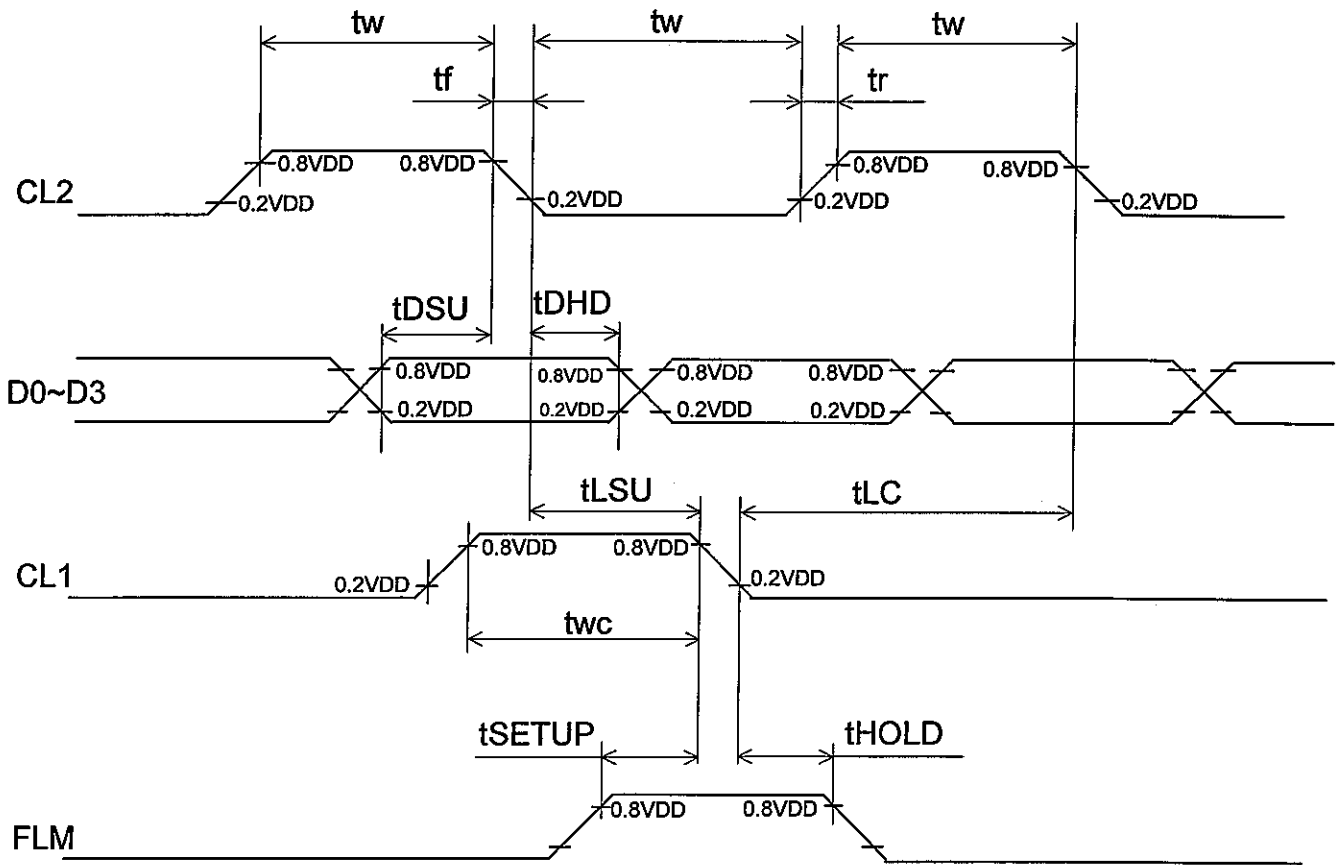 tw tw tw
tf tr
0.8VDD 0.8VDD 0.8VDD 0.8VDD
CL2
0.2VDD 0.2VDD 0.2VDD 0.2VDD
tDSU tDHD
0.8VDD 0.8VDD 0.8VDD 0.8VDD
D0~D3
0.2VDD 0.2VDD 0.2VDD 0.2VDD
tLSU tLC
0.8VDD 0.8VDD
CL1
0.2VDD 0.2VDD
twc
tSETUP tHOLD
0.8VDD 0.8VDD
FLM